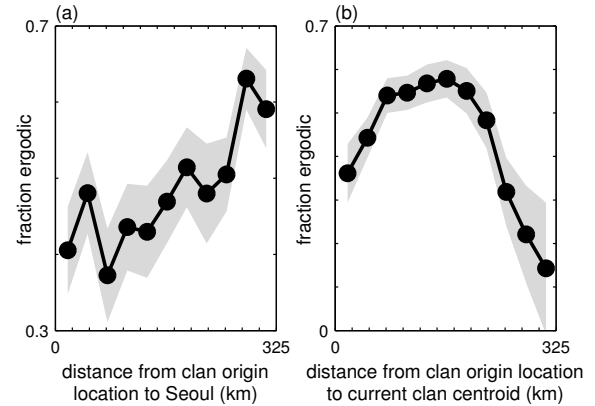 (a)
0.7
fraction ergodic
0.3
0
325
distance from clan origin
location to Seoul (km)
(b)
0.7
fraction ergodic
0
0
325
distance from clan origin location
to current clan centroid (km)